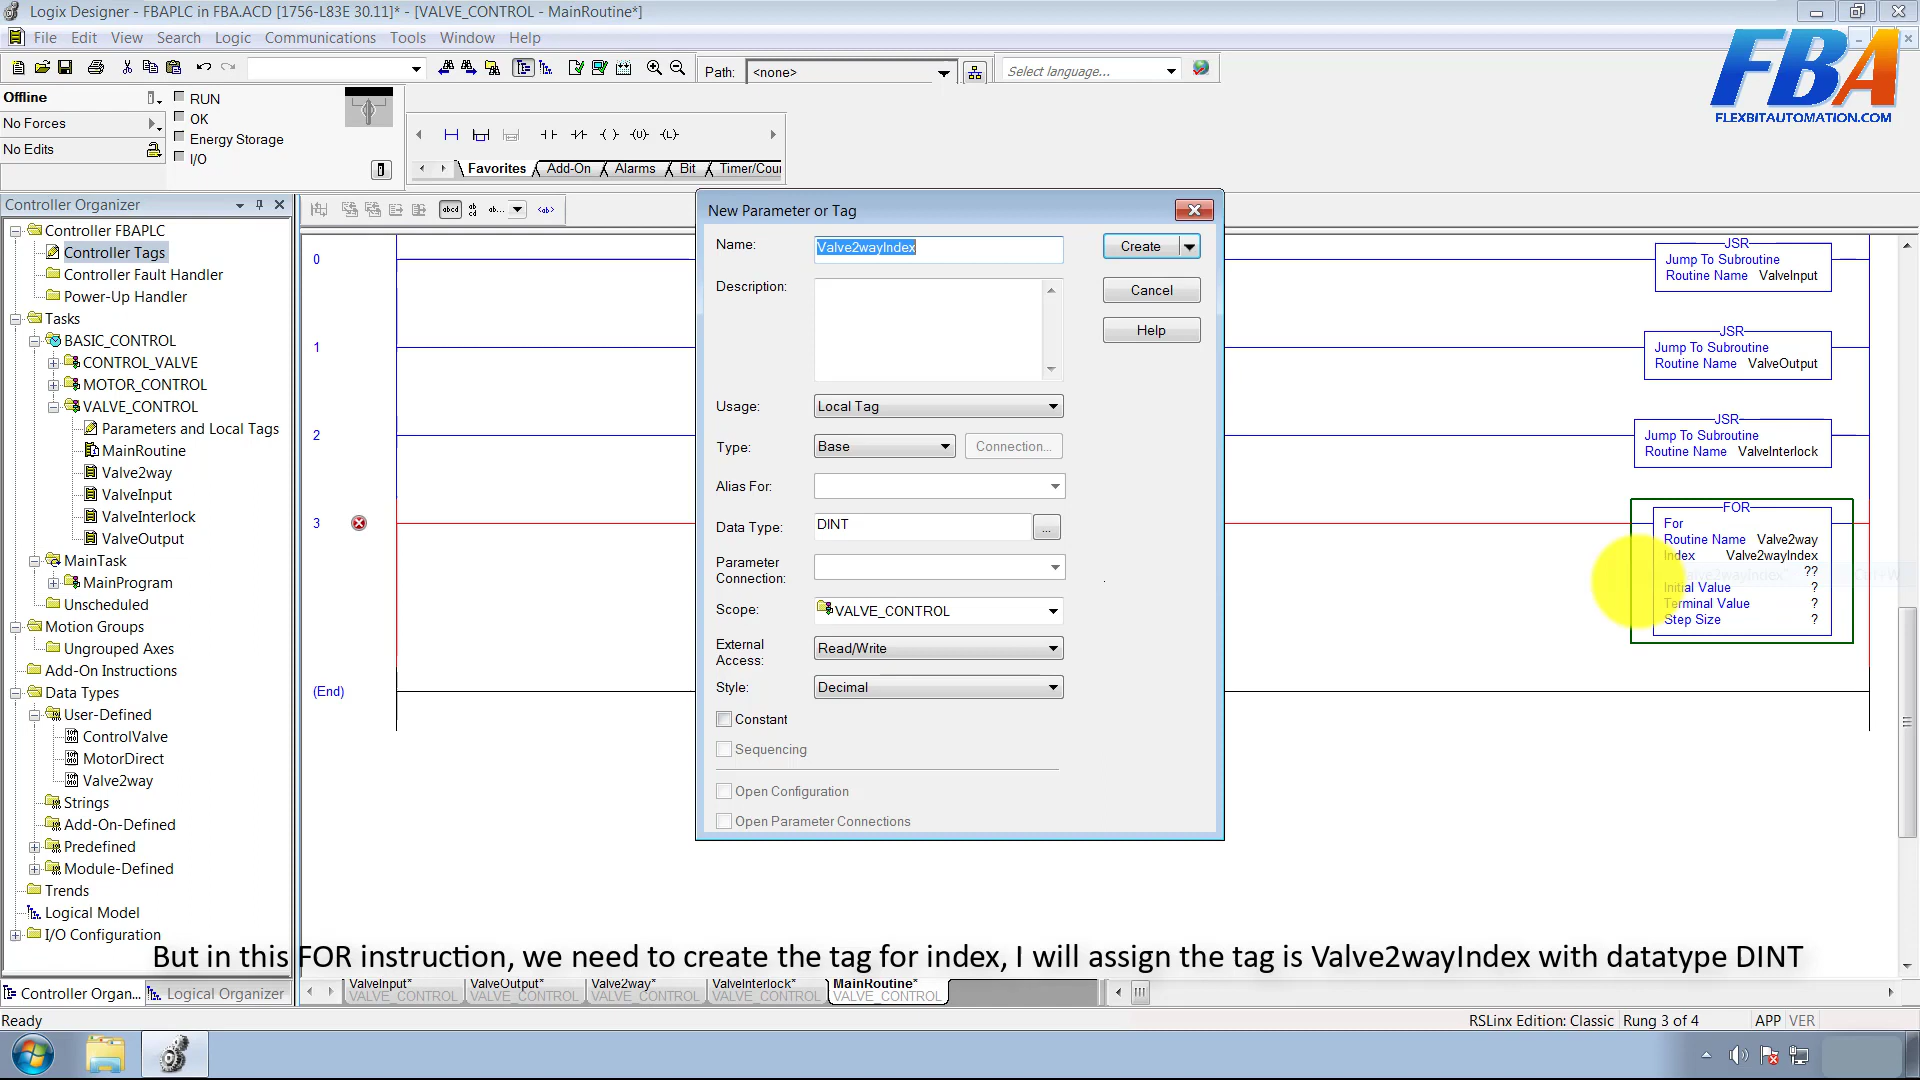 Logix Designer - FBAPLC in FBA.ACD [1756-L83E 30.11]* - [VALVE_CONTROL - MainRoutine*]
File Edit View Search Logic Communications Tools Window Help
Path: <none>
Select language...
FBA
FLEXBITAUTOMATION.COM
Offline
RUN
No Forces
OK
Energy Storage
No Edits
I/O
Favorites Add-On Alarms Bit Timer/Cou
Controller Organizer
Controller FBAPLC
Controller Tags
Controller Fault Handler
Power-Up Handler
Tasks
BASIC_CONTROL
CONTROL_VALVE
MOTOR_CONTROL
VALVE_CONTROL
Parameters and Local Tags
MainRoutine
Valve2way
ValveInput
ValveInterlock
ValveOutput
MainTask
MainProgram
Unscheduled
Motion Groups
Ungrouped Axes
Add-On Instructions
Data Types
User-Defined
ControlValve
MotorDirect
Valve2way
Strings
Add-On-Defined
Predefined
Module-Defined
Trends
Logical Model
I/O Configuration
Controller Organ...
Logical Organizer
0
1
2
3
(End)
New Parameter or Tag
Name: Valve2wayIndex
Create
Description:
Cancel
Help
Usage: Local Tag
Type: Base Connection...
Alias For:
Data Type: DINT ...
Parameter
Connection:
Scope: VALVE_CONTROL
External
Access: Read/Write
Style: Decimal
Constant
Sequencing
Open Configuration
Open Parameter Connections
JSR
Jump To Subroutine
Routine Name ValveInput
JSR
Jump To Subroutine
Routine Name ValveOutput
JSR
Jump To Subroutine
Routine Name ValveInterlock
FOR
For
Routine Name Valve2way
Index Valve2wayIndex
??
Initial Value ?
Terminal Value ?
Step Size ?
But in this FOR instruction, we need to create the tag for index, I will assign the tag is Valve2wayIndex with datatype DINT
ValveInput* ValveOutput* Valve2way* ValveInterlock* MainRoutine*
VALVE_CONTROL VALVE_CONTROL VALVE_CONTROL VALVE_CONTROL VALVE_CONTROL
Ready
RSLinx Edition: Classic Rung 3 of 4 APP VER